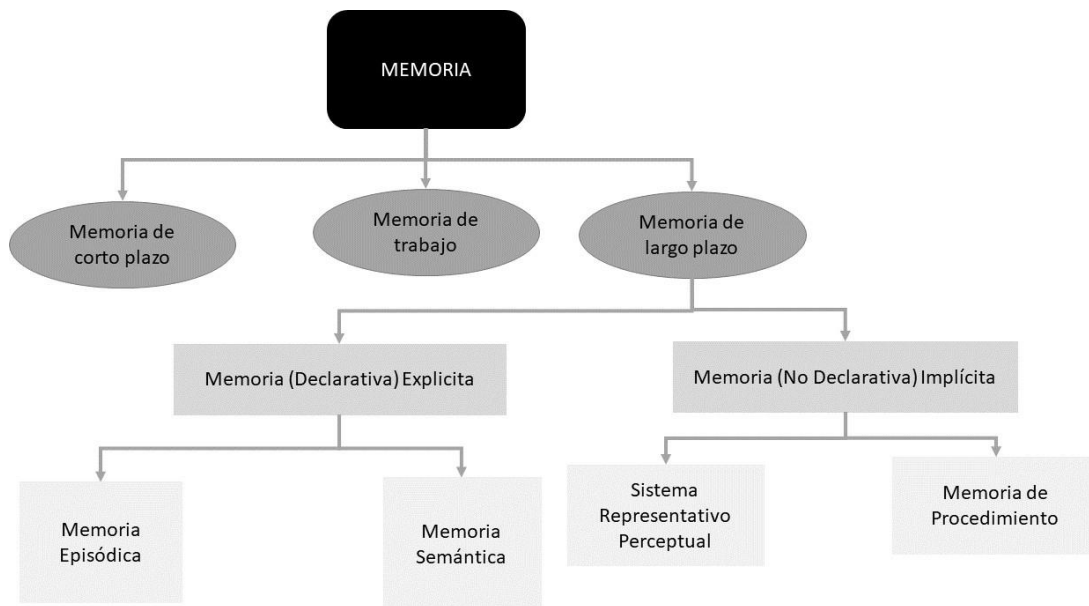 MEMORIA
Memoria de
corto plazo
Memoria de
trabajo
Memoria de
largo plazo
Memoria (Declarativa) Explicita
Memoria (No Declarativa) Implícita
Memoria
Episódica
Memoria
Semántica
Sistema
Representativo
Perceptual
Memoria de
Procedimiento